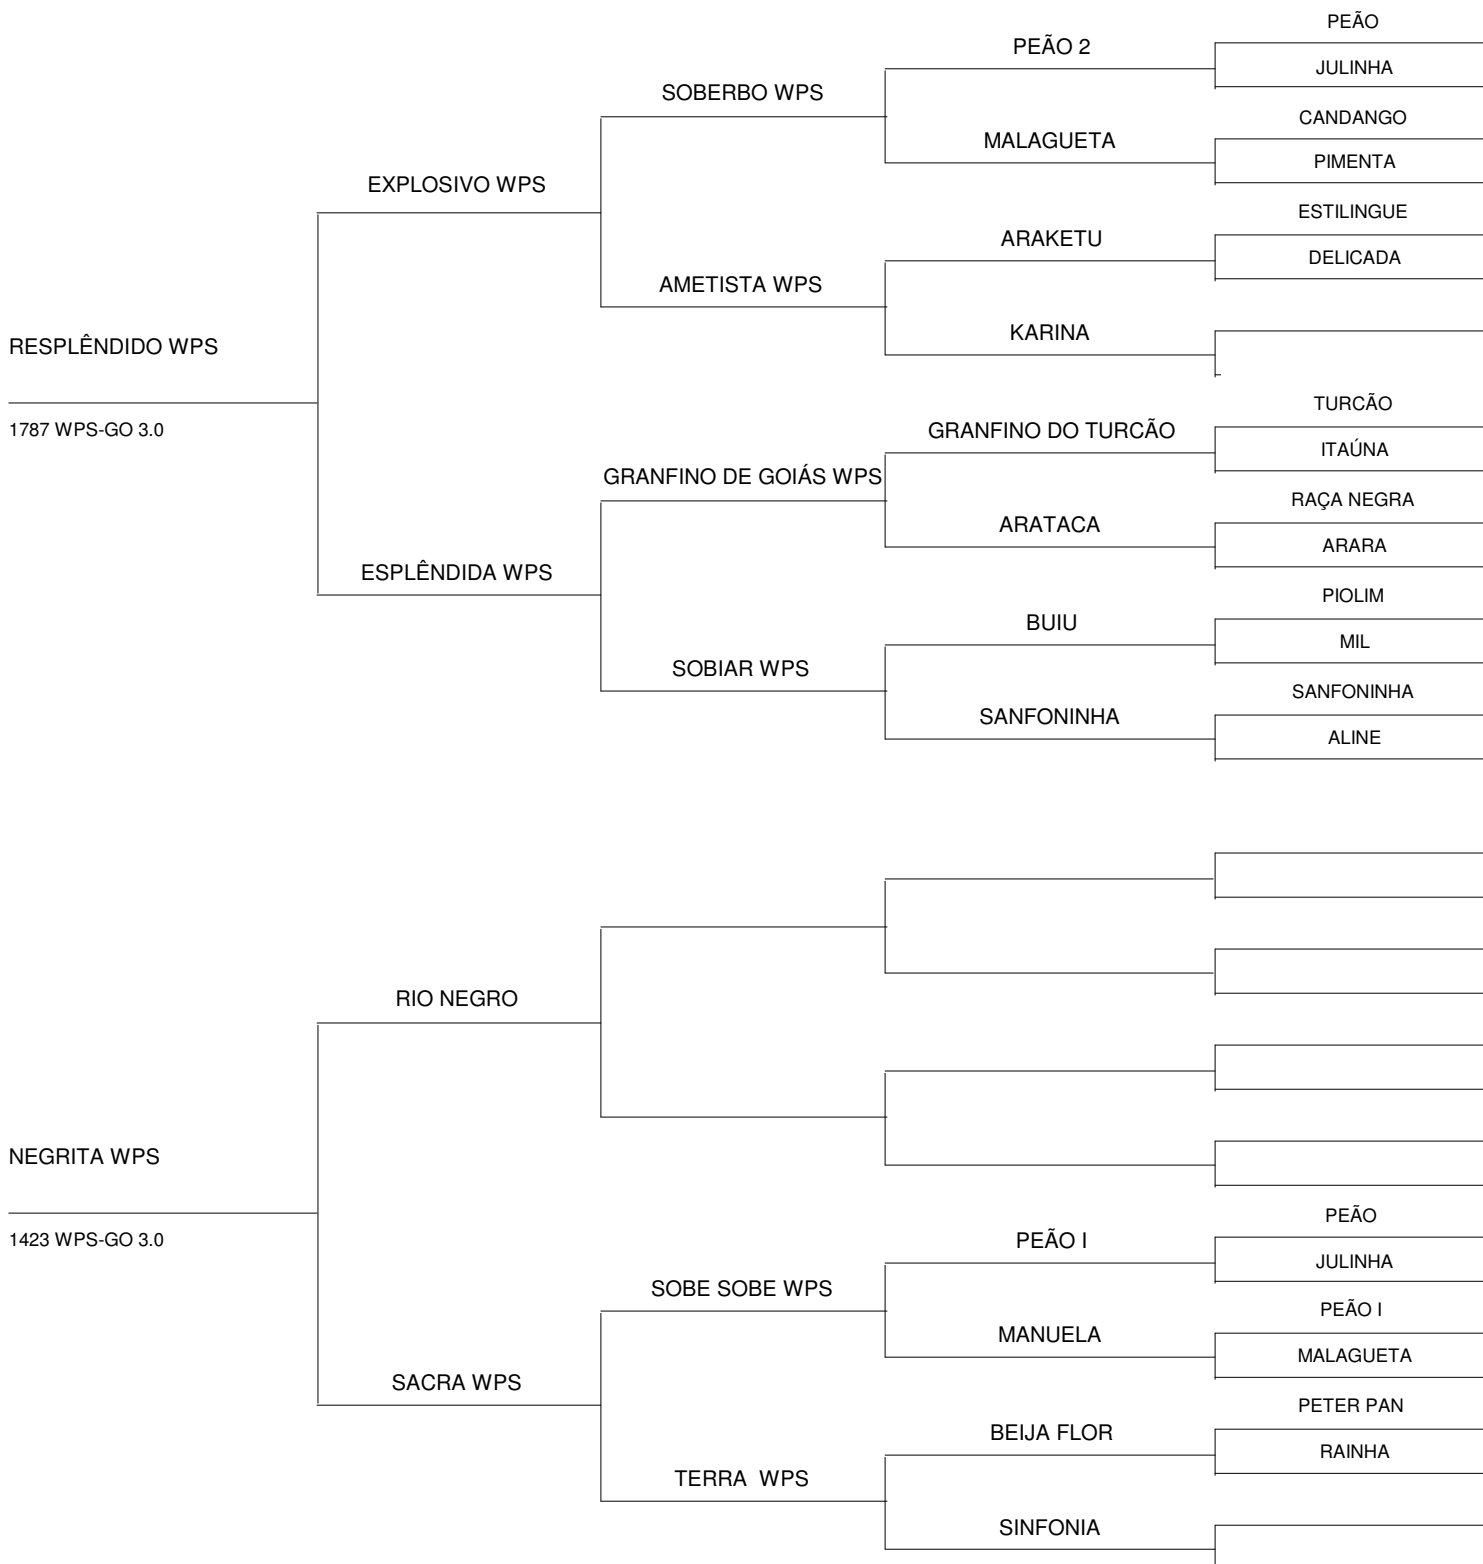 PEÃO
PEÃO 2
JULINHA
SOBERBO WPS
CANDANGO
MALAGUETA
PIMENTA
EXPLOSIVO WPS
ESTILINGUE
ARAKETU
DELICADA
AMETISTA WPS
KARINA
RESPLÊNDIDO WPS
TURCÃO
1787 WPS-GO 3.0
GRANFINO DO TURCÃO
ITAÚNA
GRANFINO DE GOIÁS WPS
RAÇA NEGRA
ARATACA
ARARA
ESPLÊNDIDA WPS
PIOLIM
BUIU
MIL
SOBIAR WPS
SANFONINHA
SANFONINHA
ALINE
RIO NEGRO
NEGRITA WPS
PEÃO
1423 WPS-GO 3.0
PEÃO I
JULINHA
SOBE SOBE WPS
PEÃO I
MANUELA
MALAGUETA
SACRA WPS
PETER PAN
BEIJA FLOR
RAINHA
TERRA  WPS
SINFONIA